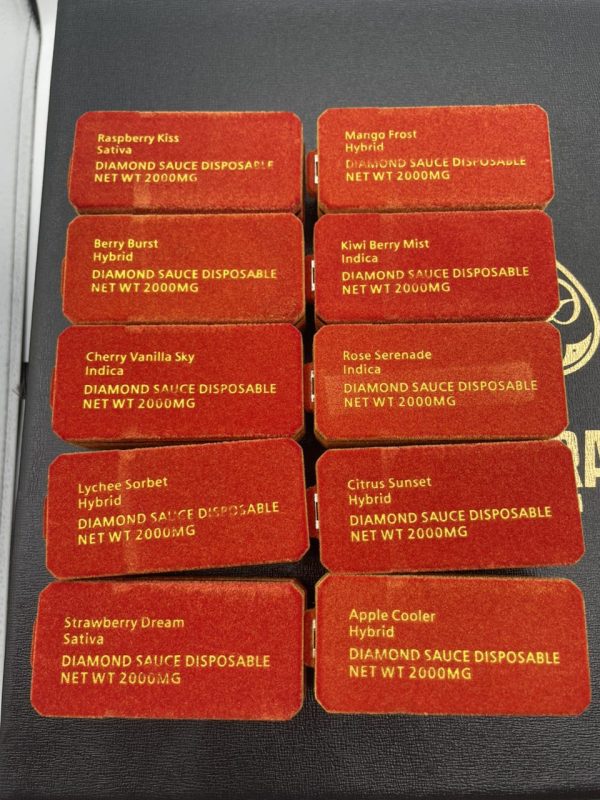 Raspberry Kiss
Sativa
DIAMOND SAUCE DISPOSABLE
NET WT 2000MG
Mango Frost
Hybrid
DIAMOND SAUCE DISPOSABLE
NET WT 2000MG
Berry Burst
Hybrid
DIAMOND SAUCE DISPOSABLE
NET WT 2000MG
Kiwi Berry Mist
Indica
DIAMOND SAUCE DISPOSABLE
NET WT 2000MG
Cherry Vanilla Sky
Indica
DIAMOND SAUCE DISPOSABLE
NET WT 2000MG
Rose Serenade
Indica
DIAMOND SAUCE DISPOSABLE
NET WT 2000MG
Lychee Sorbet
Hybrid
DIAMOND SAUCE DISPOSABLE
NET WT 2000MG
Citrus Sunset
Hybrid
DIAMOND SAUCE DISPOSABLE
NET WT 2000MG
Strawberry Dream
Sativa
DIAMOND SAUCE DISPOSABLE
NET WT 2000MG
Apple Cooler
Hybrid
DIAMOND SAUCE DISPOSABLE
NET WT 2000MG